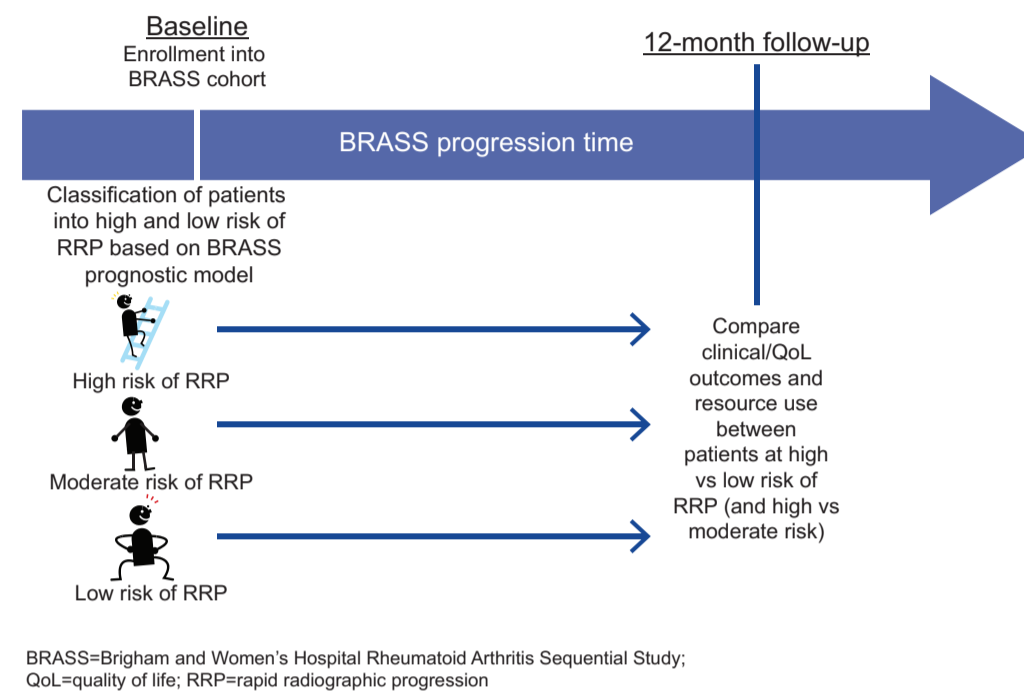 Baseline
Enrollment into
BRASS cohort
12-month follow-up
BRASS progression time
Classification of patients
into high and low risk of
RRP based on BRASS
prognostic model
High risk of RRP
Moderate risk of RRP
Low risk of RRP
Compare
clinical/QoL
outcomes and
resource use
between
patients at high
vs low risk of
RRP (and high vs
moderate risk)
BRASS=Brigham and Women’s Hospital Rheumatoid Arthritis Sequential Study;
QoL=quality of life; RRP=rapid radiographic progression